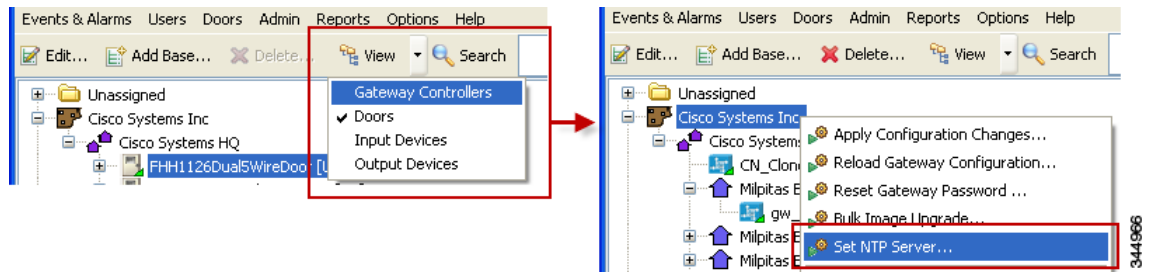 Events & Alarms Users Doors Admin Reports Options Help
Edit... Add Base... Delete... View Search
Gateway Controllers
Doors
Input Devices
Output Devices
Unassigned
Cisco Systems Inc
Cisco Systems HQ
FHH1126Dual5WireDoor [U
Events & Alarms Users Doors Admin Reports Options Help
Edit... Add Base... Delete... View Search
Unassigned
Cisco Systems Inc
Cisco Systems
CN_Clon
Milpitas B
gw_
Milpitas B
Milpitas B
Apply Configuration Changes...
Reload Gateway Configuration...
Reset Gateway Password ...
Bulk Image Upgrade...
Set NTP Server...
344966